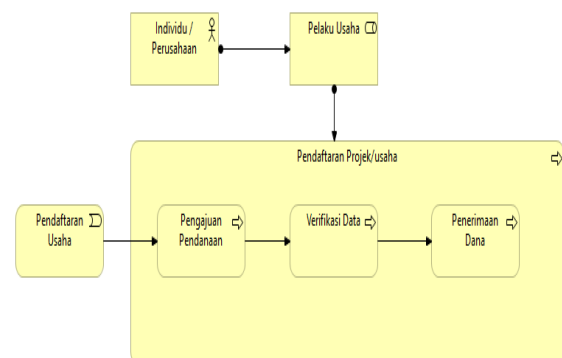 Individu /
Perusahaan
Pelaku Usaha
Pendaftaran Projek/usaha
Pendaftaran
Usaha
Pengajuan
Pendanaan
Verifikasi Data
Penerimaan
Dana